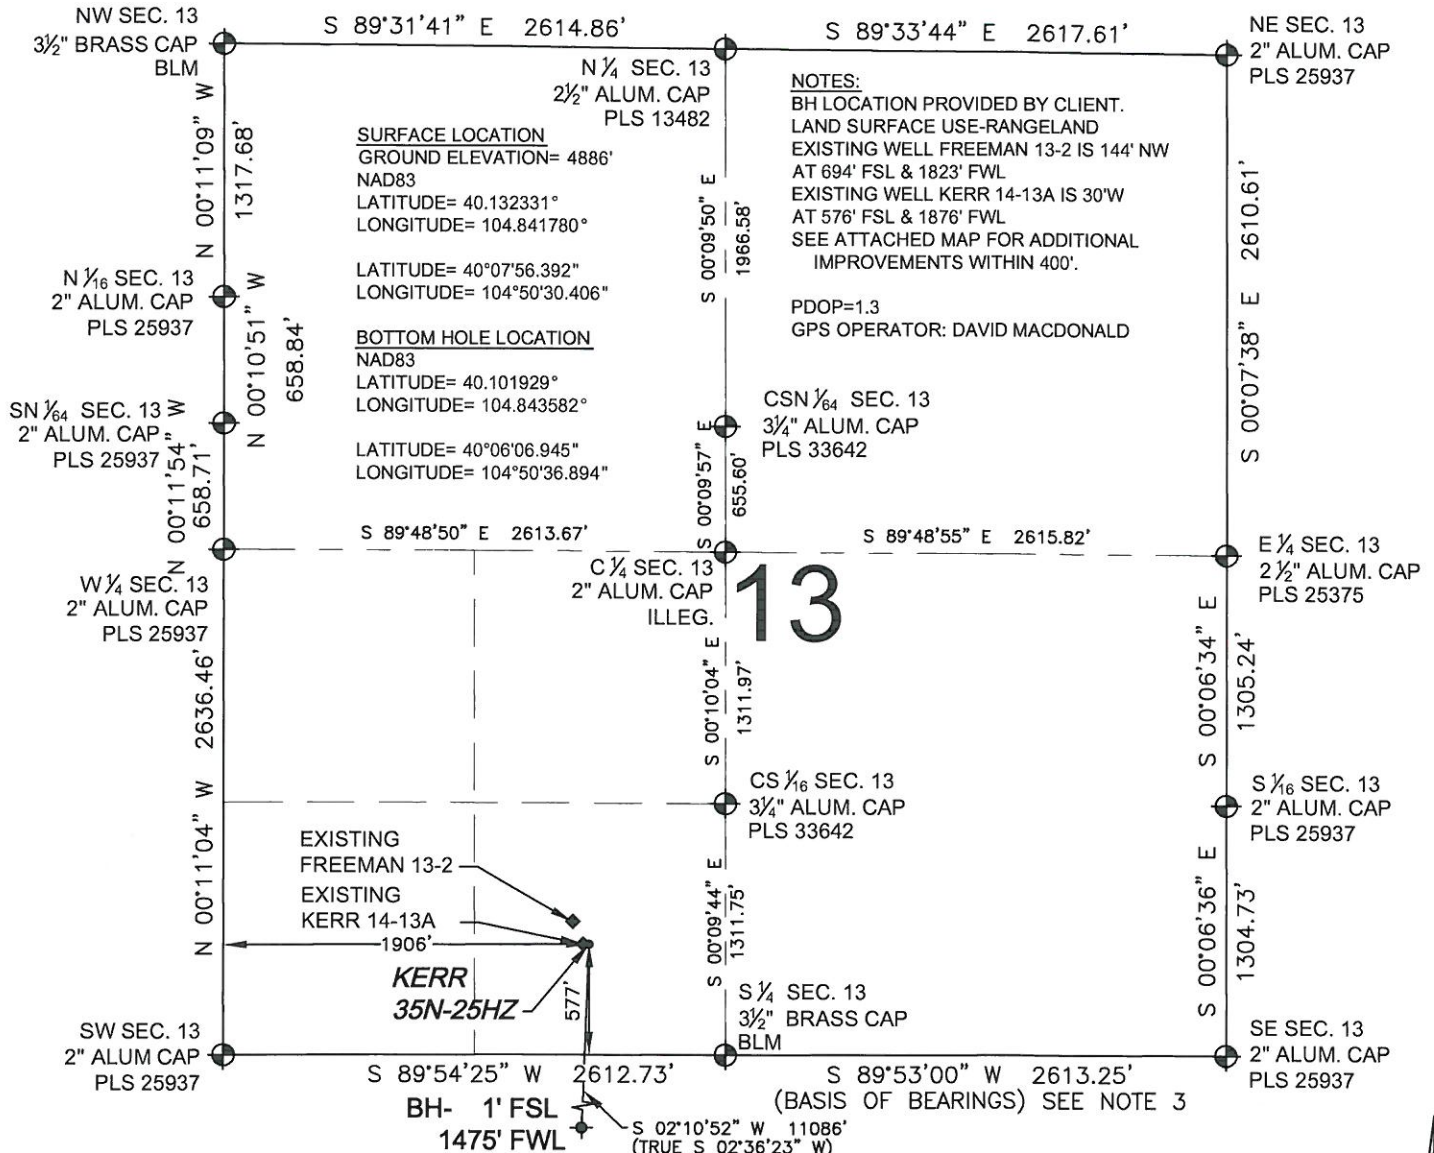 NW SEC. 13
3½" BRASS CAP
BLM
S 89°31'41" E 2614.86'
N ¼ SEC. 13
2½" ALUM. CAP
PLS 13482
S 89°33'44" E 2617.61'
NE SEC. 13
2" ALUM. CAP
PLS 25937
N 00°11'09" W
1317.68'
SURFACE LOCATION
GROUND ELEVATION= 4886'
NAD83
LATITUDE= 40.132331°
LONGITUDE= 104.841780°
LATITUDE= 40°07'56.392"
LONGITUDE= 104°50'30.406"
BOTTOM HOLE LOCATION
NAD83
LATITUDE= 40.101929°
LONGITUDE= 104.843582°
LATITUDE= 40°06'06.945"
LONGITUDE= 104°50'36.894"
NOTES:
BH LOCATION PROVIDED BY CLIENT.
LAND SURFACE USE-RANGELAND
EXISTING WELL FREEMAN 13-2 IS 144' NW
AT 694' FSL & 1823' FWL
EXISTING WELL KERR 14-13A IS 30'W
AT 576' FSL & 1876' FWL
SEE ATTACHED MAP FOR ADDITIONAL
IMPROVEMENTS WITHIN 400'.
PDOP=1.3
GPS OPERATOR: DAVID MACDONALD
S 00°09'50" E
1966.58'
S 00°07'38" E 2610.61'
N 1⁄16 SEC. 13
2" ALUM. CAP
PLS 25937
N 00°10'51" W
658.84'
SN 1⁄64 SEC. 13
2" ALUM. CAP
PLS 25937
N 00°11'54" W
658.71'
CSN 1⁄64 SEC. 13
3¼" ALUM. CAP
PLS 33642
S 00°09'57" E
655.60'
S 89°48'50" E 2613.67'
S 89°48'55" E 2615.82'
W ¼ SEC. 13
2" ALUM. CAP
PLS 25937
C ¼ SEC. 13
2" ALUM. CAP
ILLEG.
13
E ¼ SEC. 13
2 ½" ALUM. CAP
PLS 25375
N 00°11'04" W 2636.46'
S 00°10'04" E
1311.97'
S 00°06'34" E
1305.24'
CS 1⁄16 SEC. 13
3¼" ALUM. CAP
PLS 33642
S 1⁄16 SEC. 13
2" ALUM. CAP
PLS 25937
EXISTING
FREEMAN 13-2
EXISTING
KERR 14-13A
1906'
KERR
35N-25HZ
577'
S 00°09'44" E
1311.75'
S 00°06'36" E
1304.73'
SW SEC. 13
2" ALUM CAP
PLS 25937
S ¼ SEC. 13
3½" BRASS CAP
BLM
SE SEC. 13
2" ALUM. CAP
PLS 25937
S 89°54'25" W 2612.73'
S 89°53'00" W 2613.25'
(BASIS OF BEARINGS) SEE NOTE 3
BH- 1' FSL
1475' FWL
S 02°10'52" W 11086'
(TRUE S 02°36'23" W)